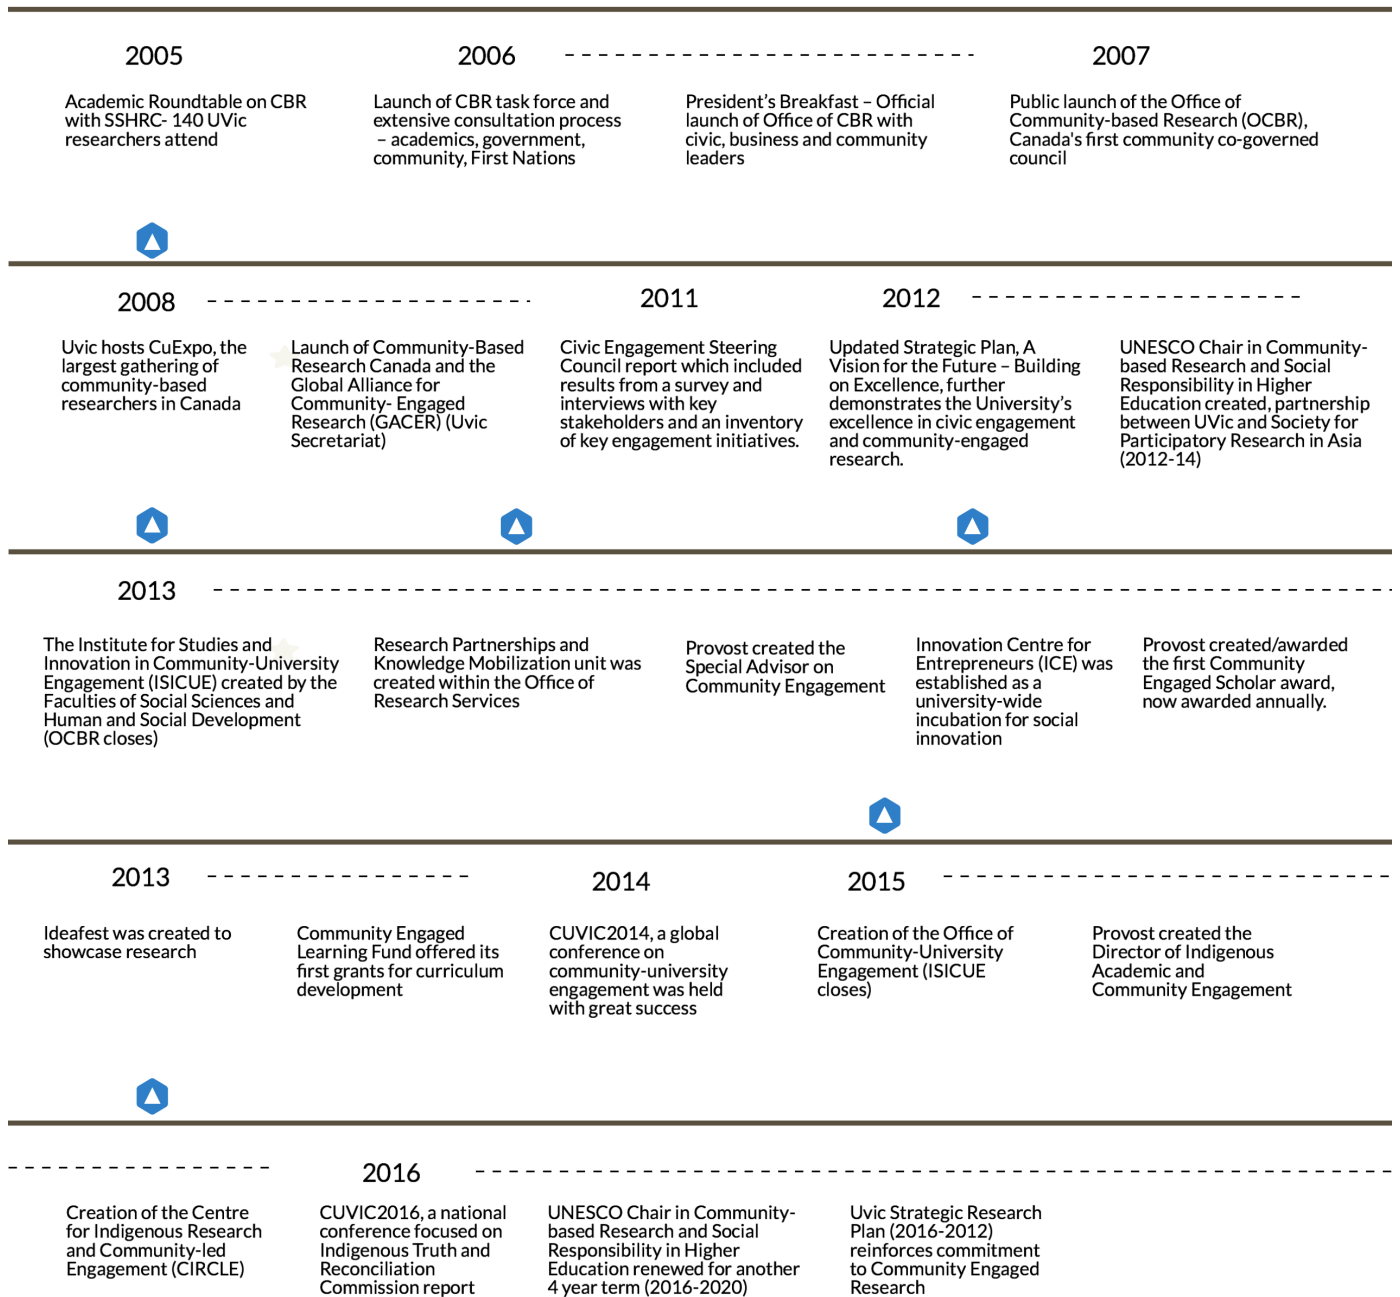 2005
Academic Roundtable on CBR
with SSHRC- 140 UVic
researchers attend
2006
Launch of CBR task force and
extensive consultation process
– academics, government,
community, First Nations
President's Breakfast – Official
launch of Office of CBR with
civic, business and community
leaders
2007
Public launch of the Office of
Community-based Research (OCBR),
Canada's first community co-governed
council
2008
Uvic hosts CuExpo, the
largest gathering of
community-based
researchers in Canada
Launch of Community-Based
Research Canada and the
Global Alliance for
Community- Engaged
Research (GACER) (Uvic
Secretariat)
2011
Civic Engagement Steering
Council report which included
results from a survey and
interviews with key
stakeholders and an inventory
of key engagement initiatives.
2012
Updated Strategic Plan, A
Vision for the Future – Building
on Excellence, further
demonstrates the University's
excellence in civic engagement
and community-engaged
research.
UNESCO Chair in Community-
based Research and Social
Responsibility in Higher
Education created, partnership
between UVic and Society for
Participatory Research in Asia
(2012-14)
2013
The Institute for Studies and
Innovation in Community-University
Engagement (ISICUE) created by the
Faculties of Social Sciences and
Human and Social Development
(OCBR closes)
Research Partnerships and
Knowledge Mobilization unit was
created within the Office of
Research Services
Provost created the
Special Advisor on
Community Engagement
Innovation Centre for
Entrepreneurs (ICE) was
established as a
university-wide
incubation for social
innovation
Provost created/awarded
the first Community
Engaged Scholar award,
now awarded annually.
2013
Ideafest was created to
showcase research
Community Engaged
Learning Fund offered its
first grants for curriculum
development
2014
CUVIC2014, a global
conference on
community-university
engagement was held
with great success
2015
Creation of the Office of
Community-University
Engagement (ISICUE
closes)
Provost created the
Director of Indigenous
Academic and
Community Engagement
Creation of the Centre
for Indigenous Research
and Community-led
Engagement (CIRCLE)
2016
CUVIC2016, a national
conference focused on
Indigenous Truth and
Reconciliation
Commission report
UNESCO Chair in Community-
based Research and Social
Responsibility in Higher
Education renewed for another
4 year term (2016-2020)
Uvic Strategic Research
Plan (2016-2012)
reinforces commitment
to Community Engaged
Research